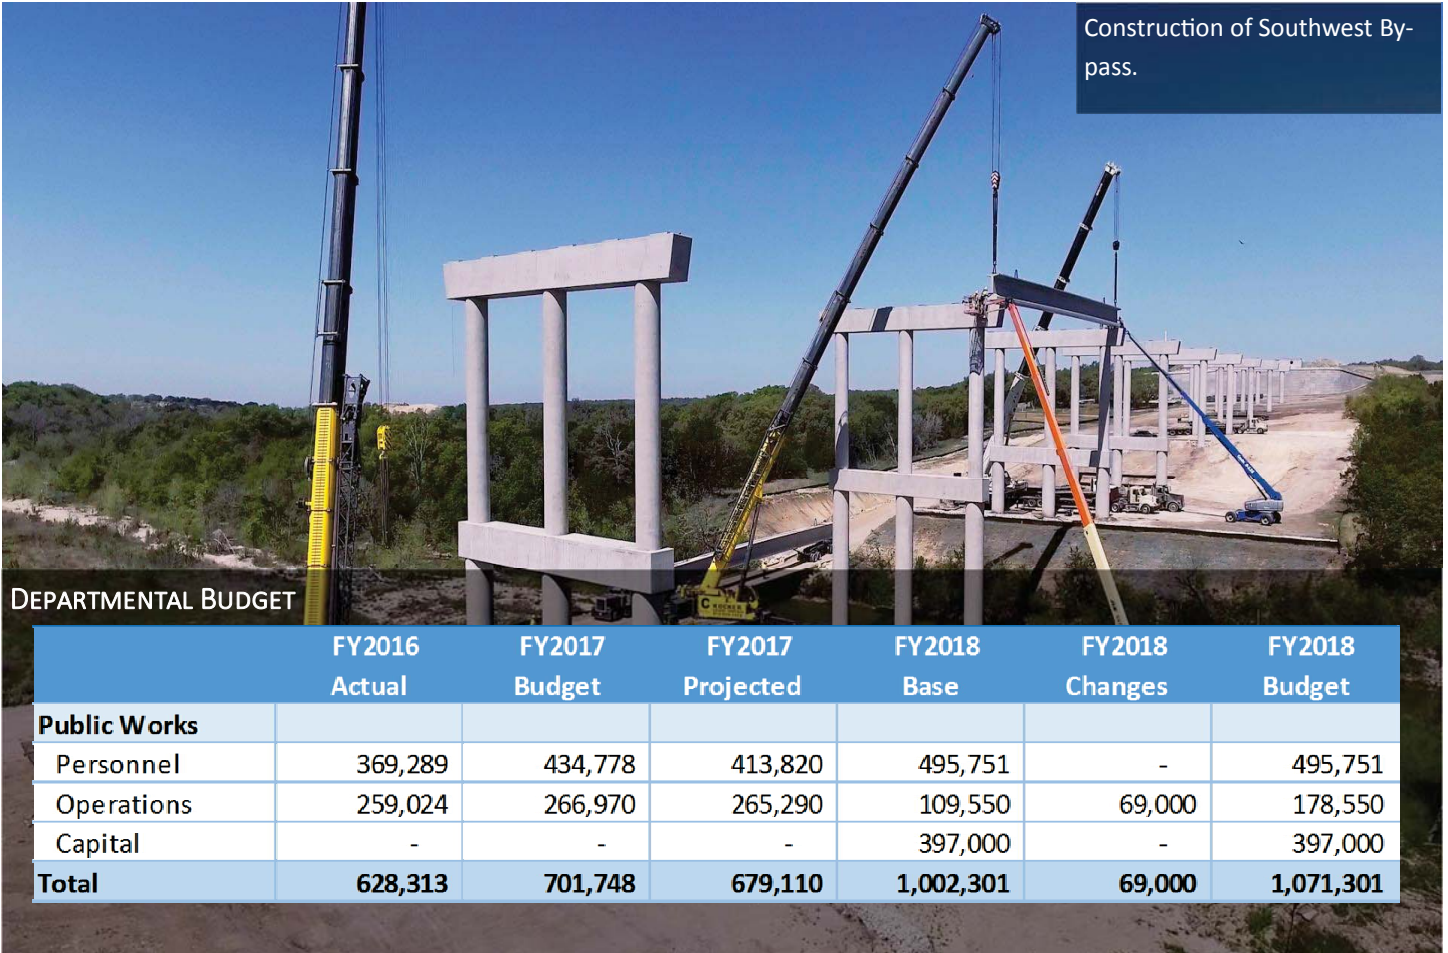 Construction of Southwest By-
pass.
DEPARTMENTAL BUDGET
FY2016 FY2017 FY2017 FY2018 FY2018 FY2018
Actual Budget Projected Base Changes Budget
Public Works
Personnel 369,289 434,778 413,820 495,751 - 495,751
Operations 259,024 266,970 265,290 109,550 69,000 178,550
Capital - - - 397,000 - 397,000
Total 628,313 701,748 679,110 1,002,301 69,000 1,071,301